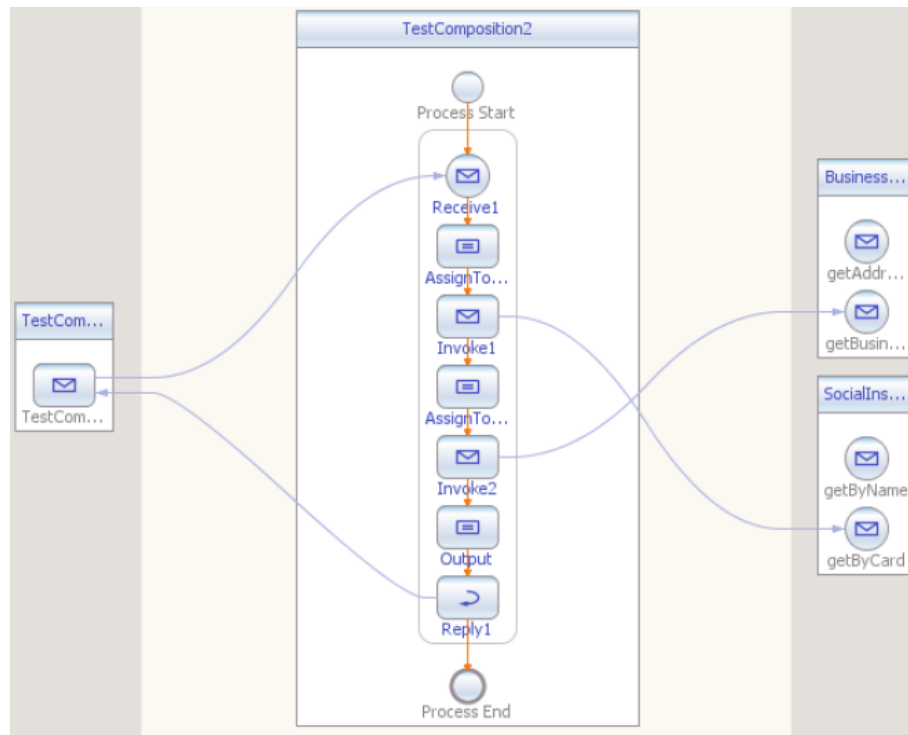 TestComposition2
Process Start
Receive1
AssignTo...
Invoke1
AssignTo...
Invoke2
Output
Reply1
Process End
TestCom...
TestCom...
Business...
getAddr...
getBusin...
SocialIns...
getByName
getByCard